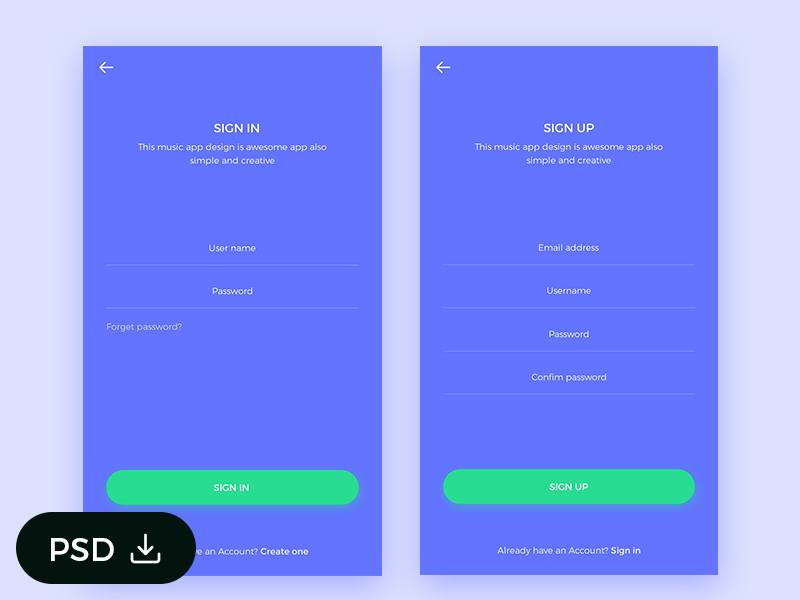 SIGN IN
This music app design is awesome app also
simple and creative
User name
Password
Forget password?
SIGN IN
an Account? Create one
SIGN UP
This music app design is awesome app also
simple and creative
Email address
Username
Password
Confim password
SIGN UP
Already have an Account? Sign in
PSD